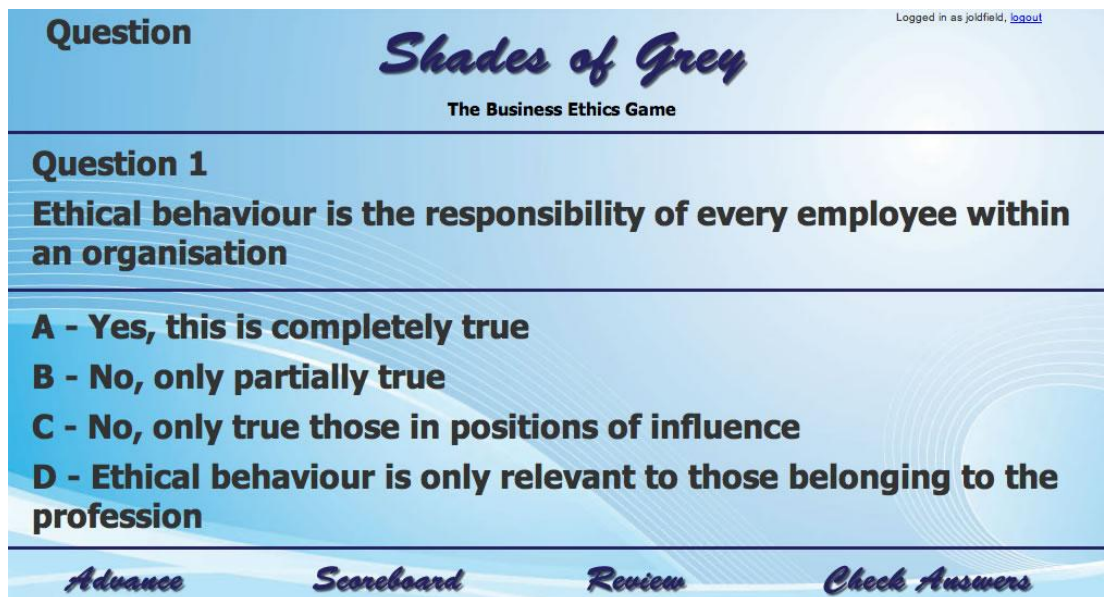 Question
Logged in as joldfield, logout
Shades of Grey
The Business Ethics Game
Question 1
Ethical behaviour is the responsibility of every employee within
an organisation
A - Yes, this is completely true
B - No, only partially true
C - No, only true those in positions of influence
D - Ethical behaviour is only relevant to those belonging to the
profession
Advance Scoreboard Review Check Answers